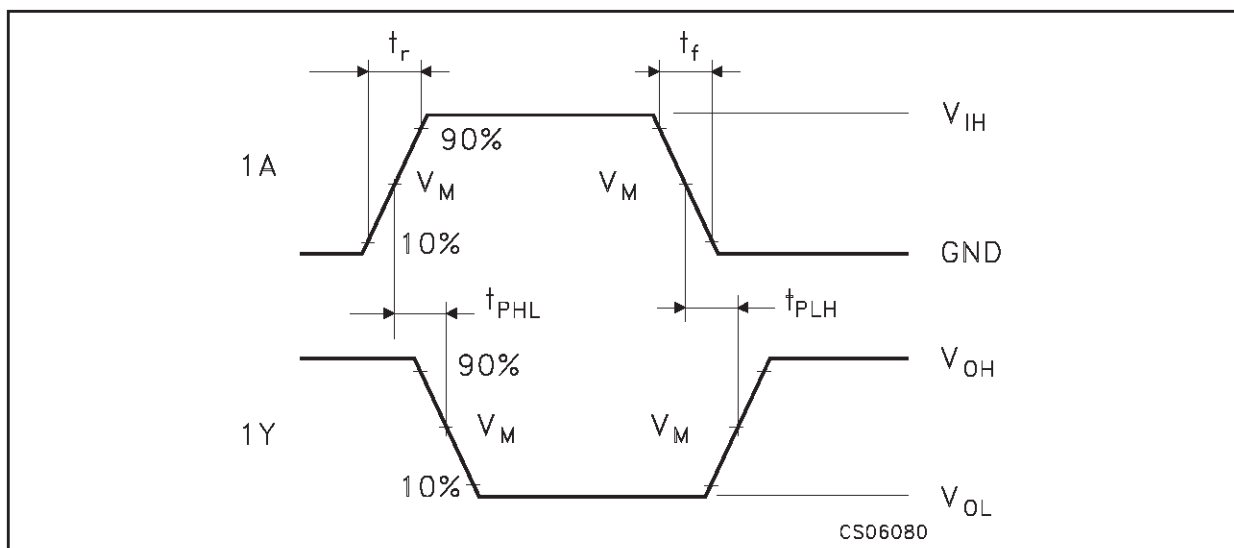 tr
tf
VIH
90%
1A
VM
VM
10%
GND
tPHL
tPLH
90%
VOH
1Y
VM
VM
10%
VOL
CS06080